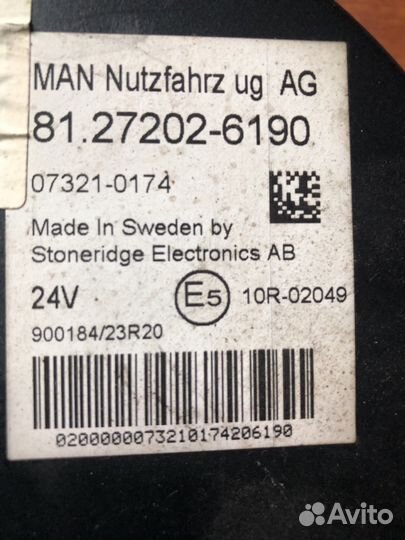 MAN Nutzfahrz ug AG
81.27202-6190
07321-0174
Made In Sweden by
Stoneridge Electronics AB
24V E5 10R-02049
900184/23R20
0200000073210174206190
Avito